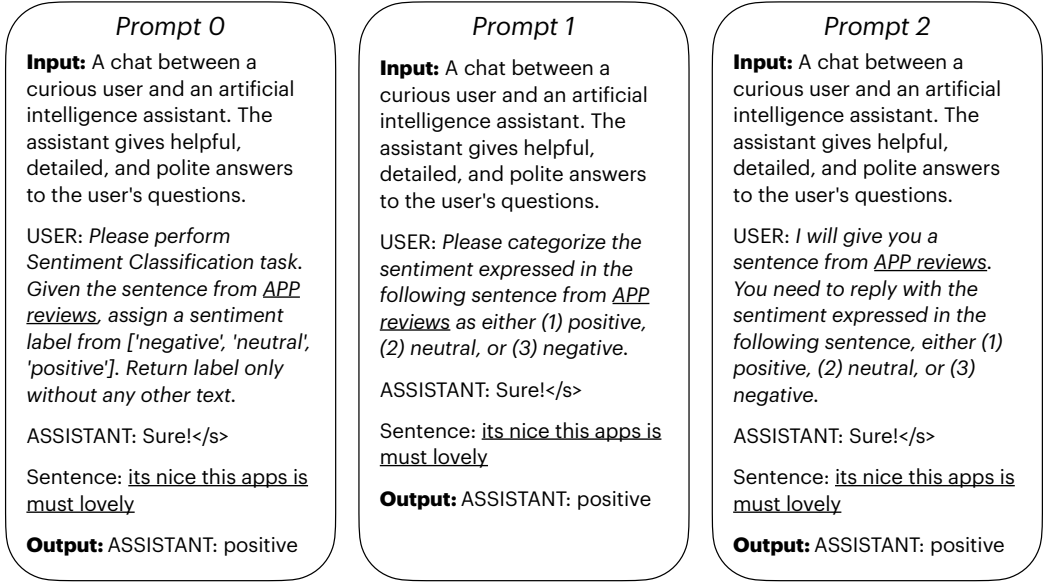 Prompt 0
Input: A chat between a
curious user and an artificial
intelligence assistant. The
assistant gives helpful,
detailed, and polite answers
to the user's questions.
USER: Please perform
Sentiment Classification task.
Given the sentence from APP
reviews, assign a sentiment
label from ['negative', 'neutral',
'positive']. Return label only
without any other text.
ASSISTANT: Sure!</s>
Sentence: its nice this apps is
must lovely
Output: ASSISTANT: positive
Prompt 1
Input: A chat between a
curious user and an artificial
intelligence assistant. The
assistant gives helpful,
detailed, and polite answers
to the user's questions.
USER: Please categorize the
sentiment expressed in the
following sentence from APP
reviews as either (1) positive,
(2) neutral, or (3) negative.
ASSISTANT: Sure!</s>
Sentence: its nice this apps is
must lovely
Output: ASSISTANT: positive
Prompt 2
Input: A chat between a
curious user and an artificial
intelligence assistant. The
assistant gives helpful,
detailed, and polite answers
to the user's questions.
USER: I will give you a
sentence from APP reviews.
You need to reply with the
sentiment expressed in the
following sentence, either (1)
positive, (2) neutral, or (3)
negative.
ASSISTANT: Sure!</s>
Sentence: its nice this apps is
must lovely
Output: ASSISTANT: positive